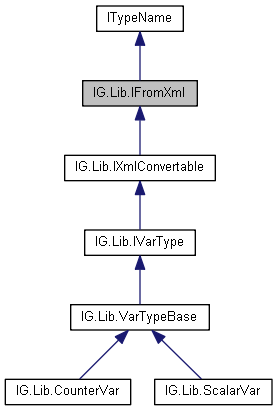 ITypeName
IG.Lib.IFromXml
IG.Lib.IXmlConvertable
IG.Lib.IVarType
IG.Lib.VarTypeBase
IG.Lib.CounterVar
IG.Lib.ScalarVar